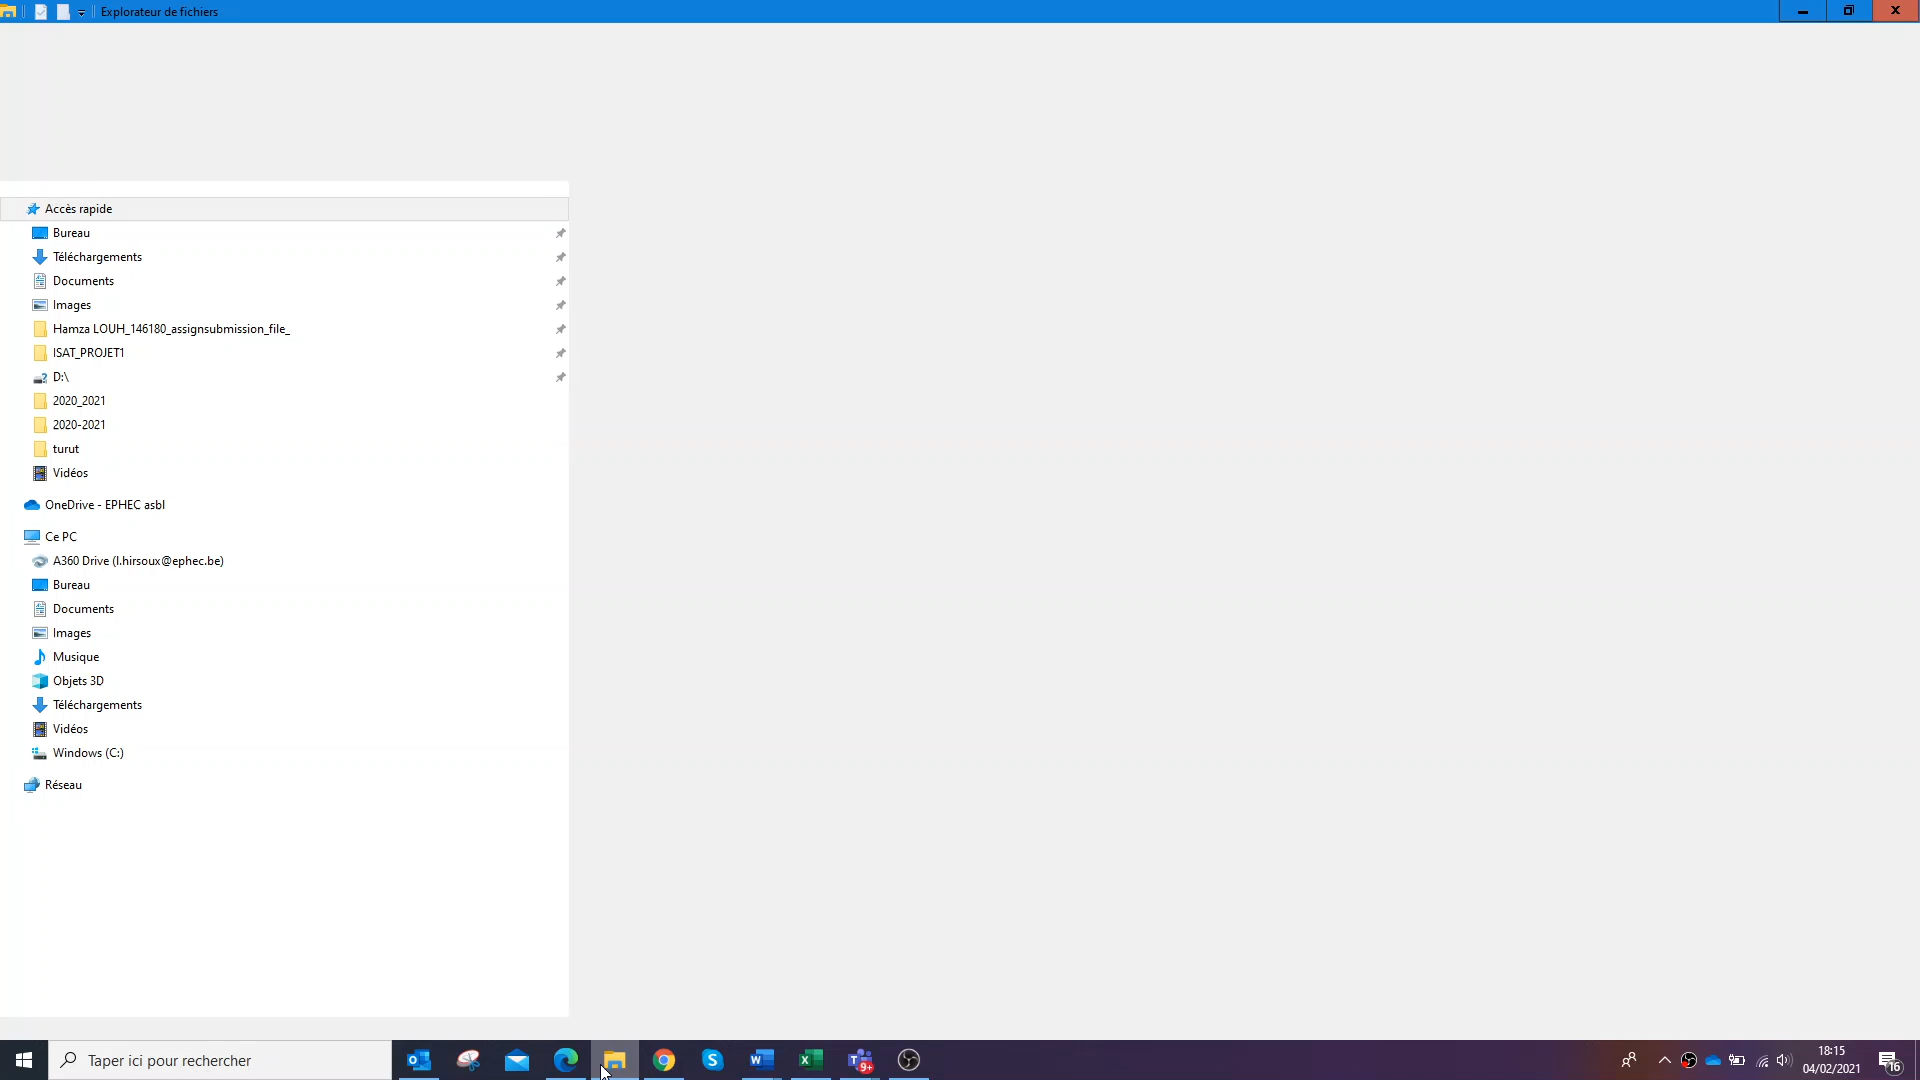 Explorateur de fichiers
Accès rapide
Bureau
Téléchargements
Documents
Images
Hamza LOUH_146180_assignsubmission_file_
ISAT_PROJET1
D:\
2020_2021
2020-2021
turut
Vidéos
OneDrive - EPHEC asbl
Ce PC
A360 Drive (l.hirsoux@ephec.be)
Bureau
Documents
Images
Musique
Objets 3D
Téléchargements
Vidéos
Windows (C:)
Réseau
Taper ici pour rechercher
9+
18:15
04/02/2021
16